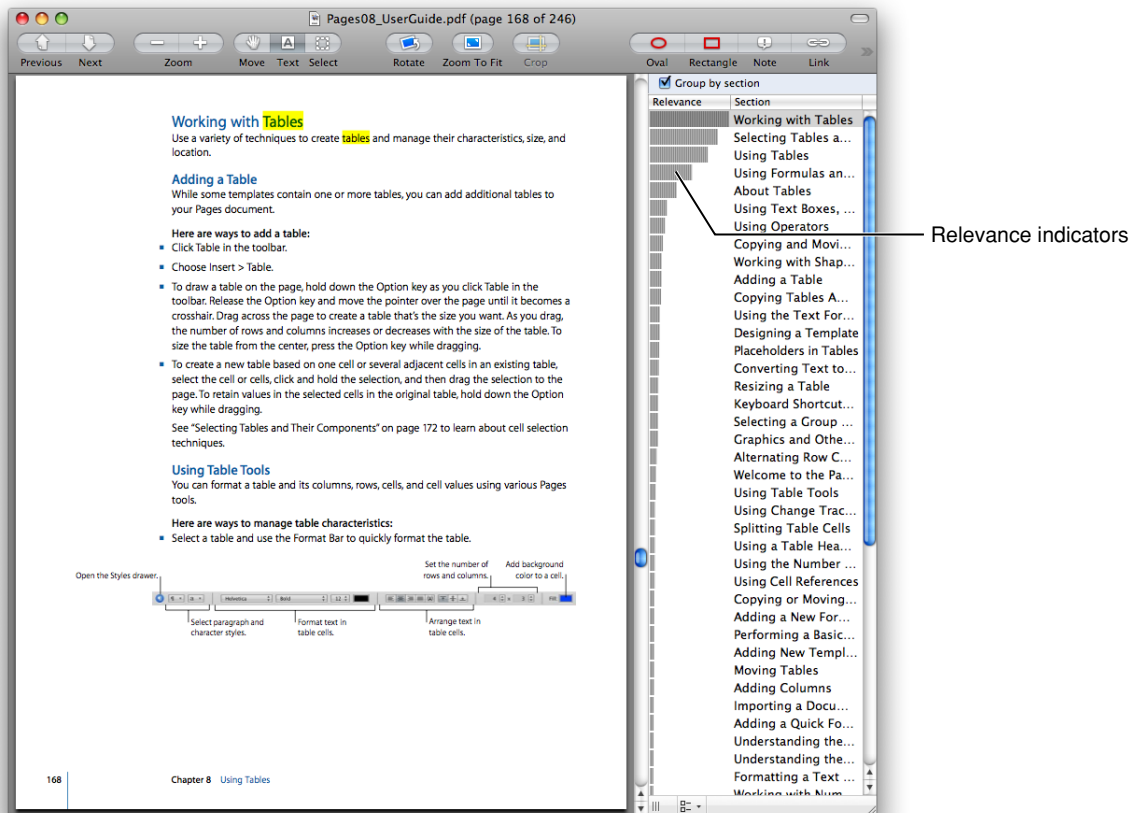 Pages08_UserGuide.pdf (page 168 of 246)
Previous Next Zoom Move Text Select Rotate Zoom To Fit Crop Oval Rectangle Note Link
Working with Tables
Use a variety of techniques to create tables and manage their characteristics, size, and
location.
Adding a Table
While some templates contain one or more tables, you can add additional tables to
your Pages document.
Here are ways to add a table:
Click Table in the toolbar.
Choose Insert > Table.
To draw a table on the page, hold down the Option key as you click Table in the
toolbar. Release the Option key and move the pointer over the page until it becomes a
crosshair. Drag across the page to create a table that's the size you want. As you drag,
the number of rows and columns increases or decreases with the size of the table. To
size the table from the center, press the Option key while dragging.
To create a new table based on one cell or several adjacent cells in an existing table,
select the cell or cells, click and hold the selection, and then drag the selection to the
page. To retain values in the selected cells in the original table, hold down the Option
key while dragging.
See "Selecting Tables and Their Components" on page 172 to learn about cell selection
techniques.
Using Table Tools
You can format a table and its columns, rows, cells, and cell values using various Pages
tools.
Here are ways to manage table characteristics:
Select a table and use the Format Bar to quickly format the table.
Open the Styles drawer.
Set the number of
rows and columns.
Add background
color to a cell.
Helvetica Bold 12 4 x 3 Fill:
Select paragraph and
character styles.
Format text in
table cells.
Arrange text in
table cells.
168 Chapter 8 Using Tables
Group by section
Relevance Section
Working with Tables
Selecting Tables a...
Using Tables
Using Formulas an...
About Tables
Using Text Boxes, ...
Using Operators
Copying and Movi...
Working with Shap...
Adding a Table
Copying Tables A...
Using the Text For...
Designing a Template
Placeholders in Tables
Converting Text to...
Resizing a Table
Keyboard Shortcut...
Selecting a Group ...
Graphics and Othe...
Alternating Row C...
Welcome to the Pa...
Using Table Tools
Using Change Trac...
Splitting Table Cells
Using a Table Hea...
Using the Number ...
Using Cell References
Copying or Moving...
Adding a New For...
Performing a Basic...
Adding New Templ...
Moving Tables
Adding Columns
Importing a Docu...
Adding a Quick Fo...
Understanding the...
Understanding the...
Formatting a Text ...
Working with Num...
Relevance indicators